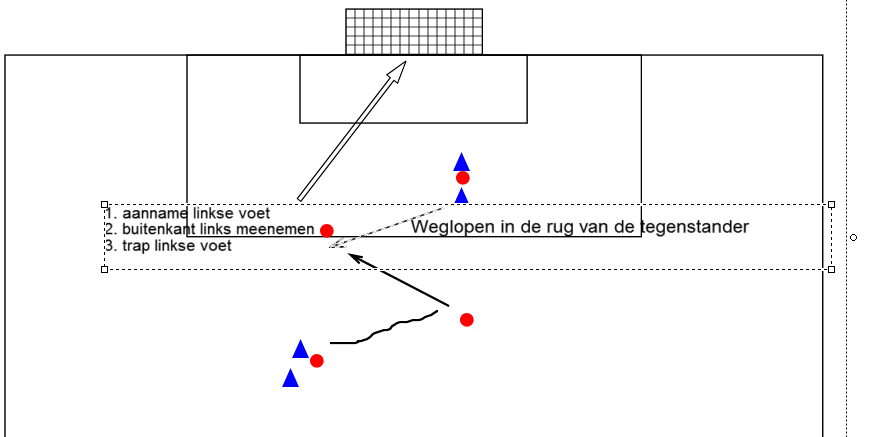 1. aanname linkse voet
2. buitenkant links meenemen
3. trap linkse voet
Weglopen in de rug van de tegenstander